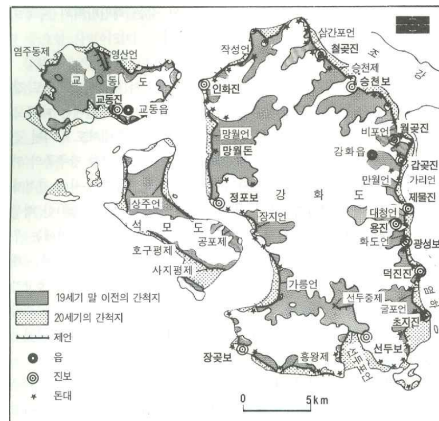 염주동제
영산언
교
동
도
교동진
교동읍
작성언
삼간포언
철곶진
승천제
승천보
인화진
망월언
망월돈
비포언
월곶진
강화읍
갑곶진
만월언
가리언
강 화 도
제물진
정포보
장지언
대청언
용진
화도언
광성보
상주언
석 모 도
공포제
호구평제
사지평제
덕진진
가릉언
선두중제
굴포언
초지진
선두보
선두포언
장곶보
흥왕제
19세기 말 이전의 간척지
20세기의 간척지
제언
읍
진보
돈대
0 5km